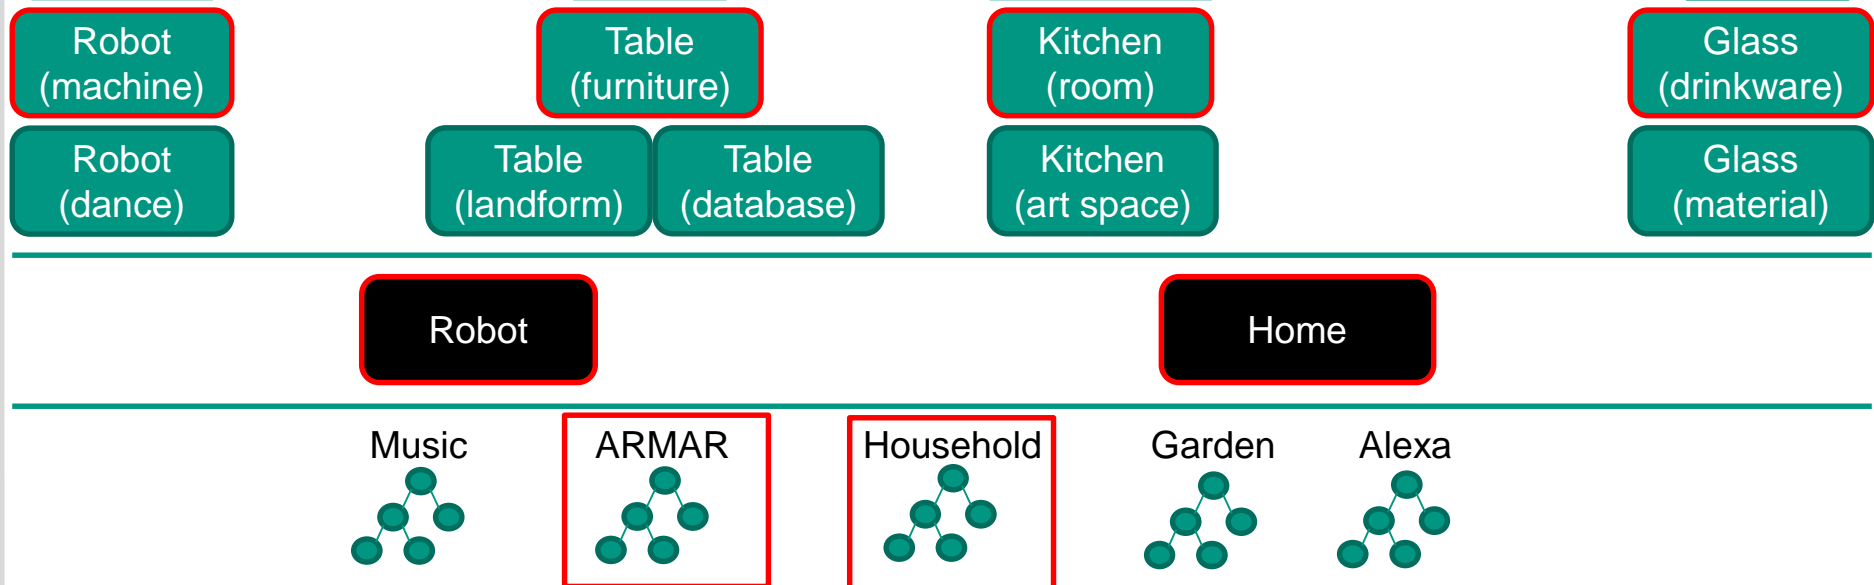 Robot
(machine)
Table
(furniture)
Kitchen
(room)
Glass
(drinkware)
Robot
(dance)
Table
(landform)
Table
(database)
Kitchen
(art space)
Glass
(material)
Robot
Home
Music
ARMAR
Household
Garden
Alexa